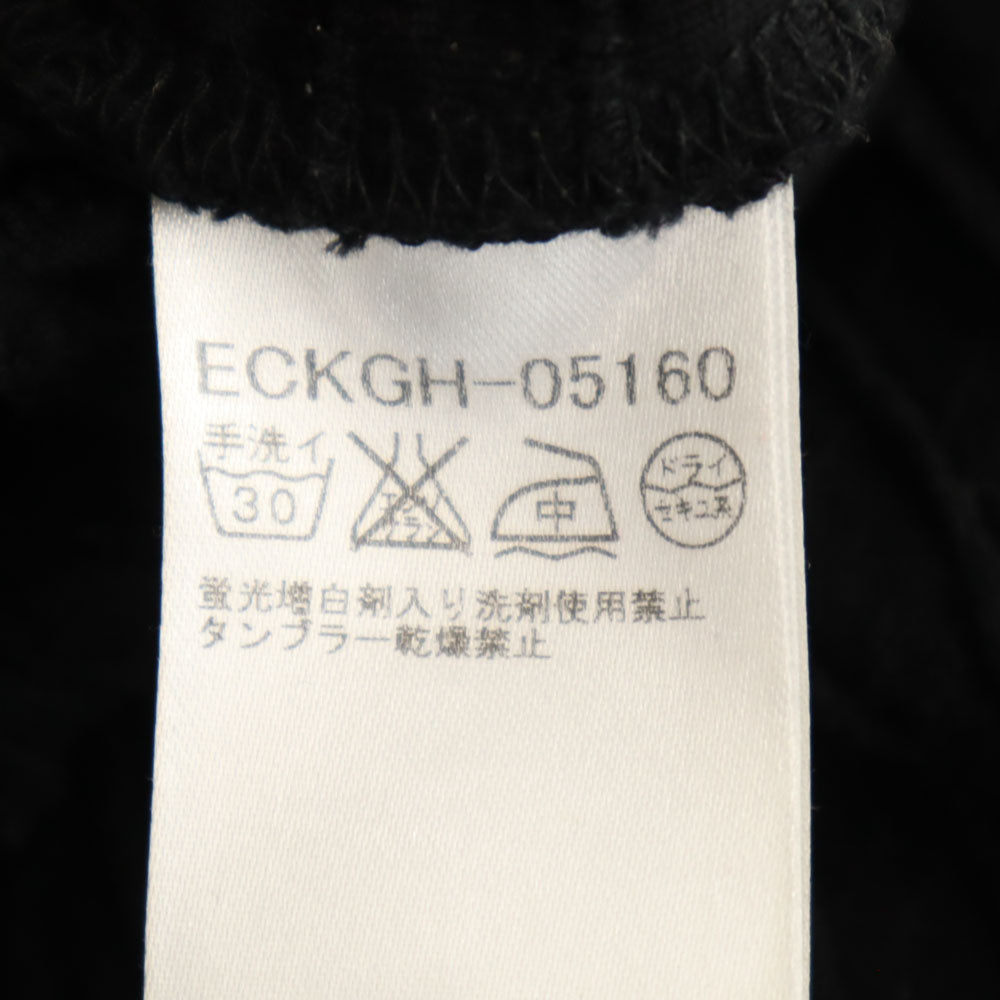 ECKGH-05160
手洗イ
30
エンソ
サラシ
中
ドライ
セキユ系
蛍光増白剤入り洗剤使用禁止
タンブラー乾燥禁止